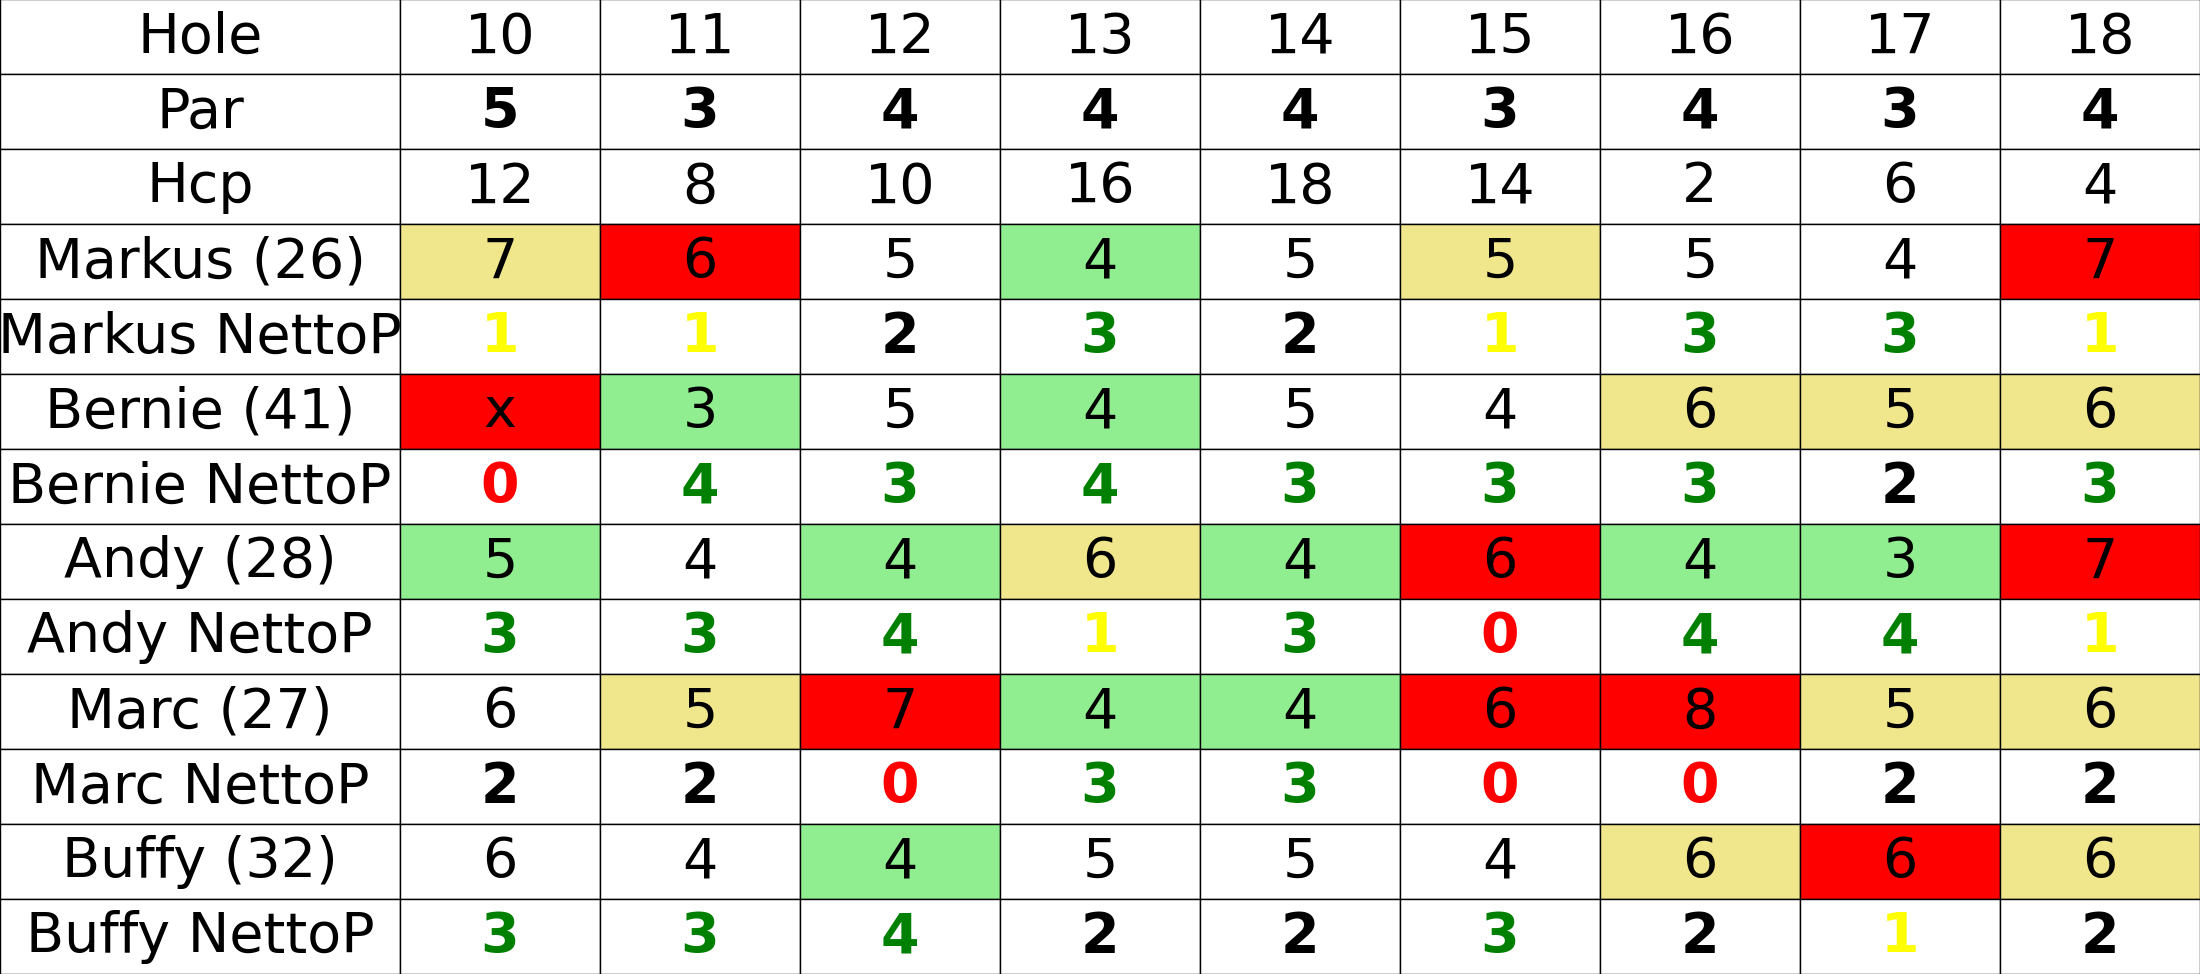 Hole 10 11 12 13 14 15 16 17 18
Par 5 3 4 4 4 3 4 3 4
Hcp 12 8 10 16 18 14 2 6 4
Markus (26) 7 6 5 4 5 5 5 4 7
Markus NettoP 1 1 2 3 2 1 3 3 1
Bernie (41) x 3 5 4 5 4 6 5 6
Bernie NettoP 0 4 3 4 3 3 3 2 3
Andy (28) 5 4 4 6 4 6 4 3 7
Andy NettoP 3 3 4 1 3 0 4 4 1
Marc (27) 6 5 7 4 4 6 8 5 6
Marc NettoP 2 2 0 3 3 0 0 2 2
Buffy (32) 6 4 4 5 5 4 6 6 6
Buffy NettoP 3 3 4 2 2 3 2 1 2